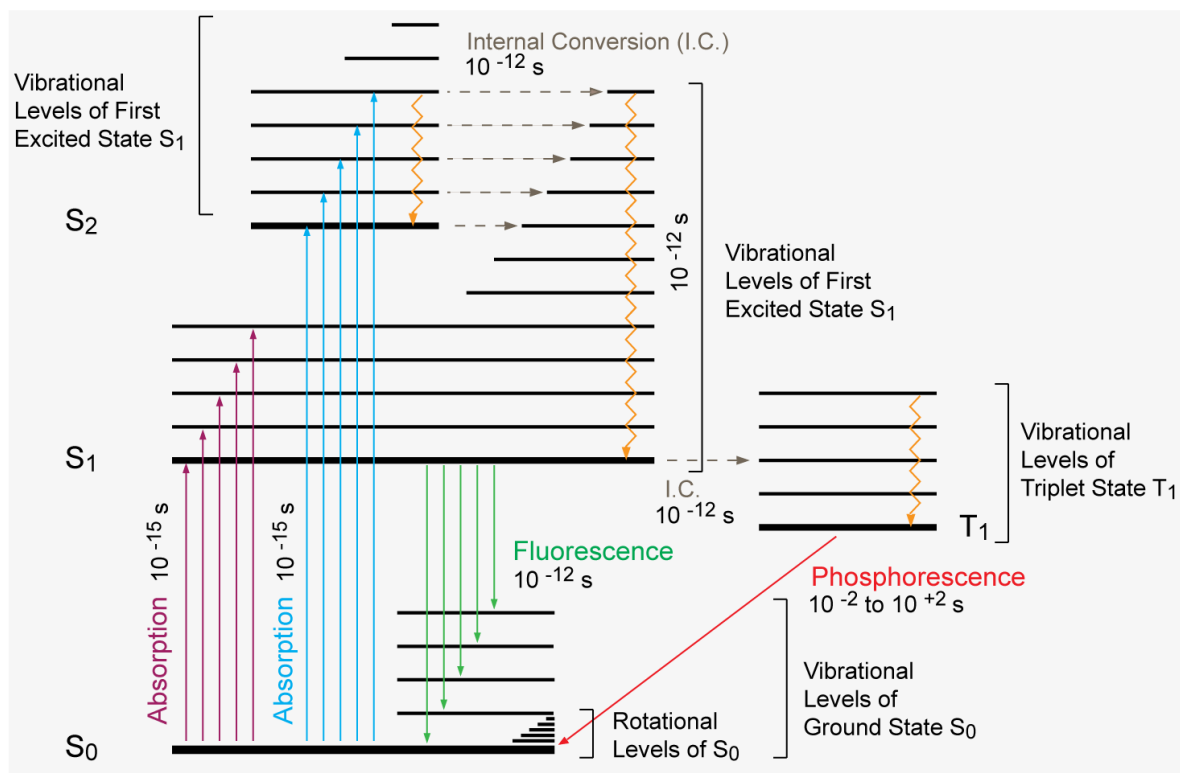 Internal Conversion (I.C.)
10 -12 s
Vibrational
Levels of First
Excited State S1
S2
10 -12 s
Vibrational
Levels of First
Excited State S1
S1
I.C.
10 -12 s
Vibrational
Levels of
Triplet State T1
T1
Absorption 10 -15 s
Absorption 10 -15 s
Fluorescence
10 -12 s
Phosphorescence
10 -2 to 10 +2 s
Vibrational
Levels of
Ground State S0
Rotational
Levels of S0
S0